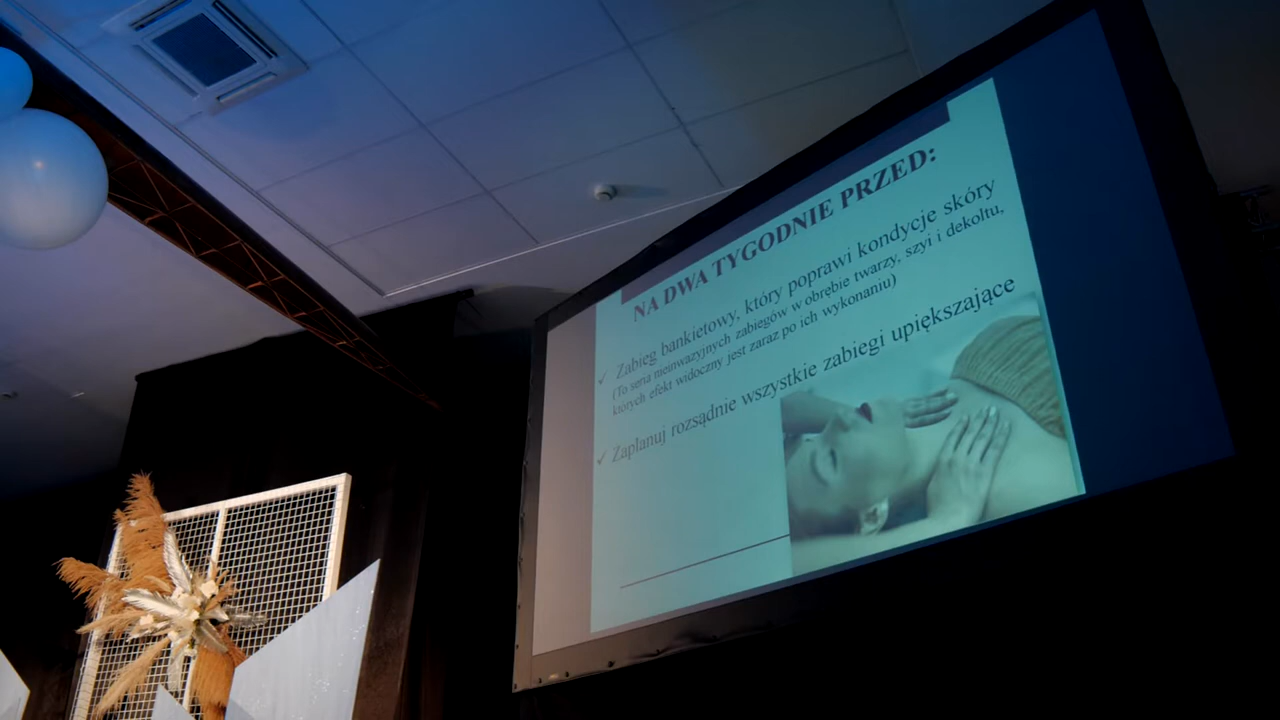 NA DWA TYGODNIE PRZED:
✓ Zabieg bankietowy, który poprawi kondycje skóry
(To seria nieinwazyjnych zabiegów w obrębie twarzy, szyi i dekoltu,
których efekt widoczny jest zaraz po ich wykonaniu)
✓ Zaplanuj rozsądnie wszystkie zabiegi upiększające